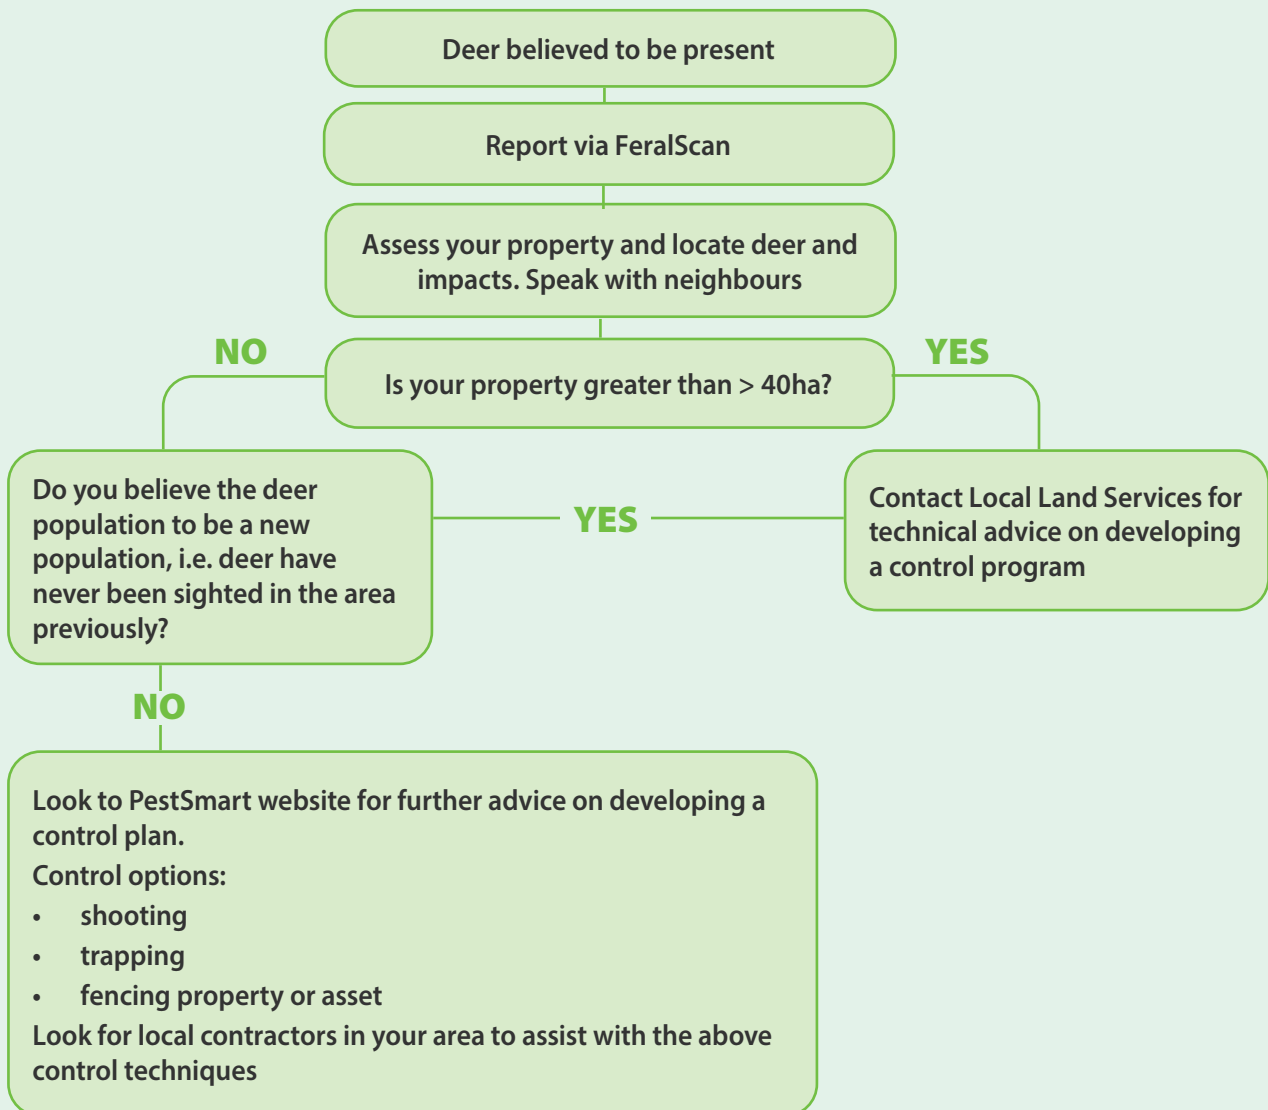 Deer believed to be present
Report via FeralScan
Assess your property and locate deer and
impacts. Speak with neighbours
NO
YES
Is your property greater than > 40ha?
Do you believe the deer
population to be a new
population, i.e. deer have
never been sighted in the area
previously?
YES
Contact Local Land Services for
technical advice on developing
a control program
NO
Look to PestSmart website for further advice on developing a
control plan.
Control options:
• shooting
• trapping
• fencing property or asset
Look for local contractors in your area to assist with the above
control techniques